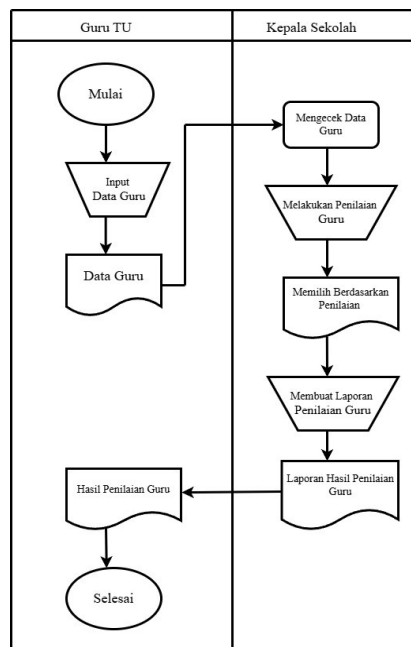 Guru TU
Kepala Sekolah
Mulai
Input
Data Guru
Data Guru
Mengecek Data
Guru
Melakukan Penilaian
Guru
Memilih Berdasarkan
Penilaian
Membuat Laporan
Penilaian Guru
Laporan Hasil Penilaian
Guru
Hasil Penilaian Guru
Selesai